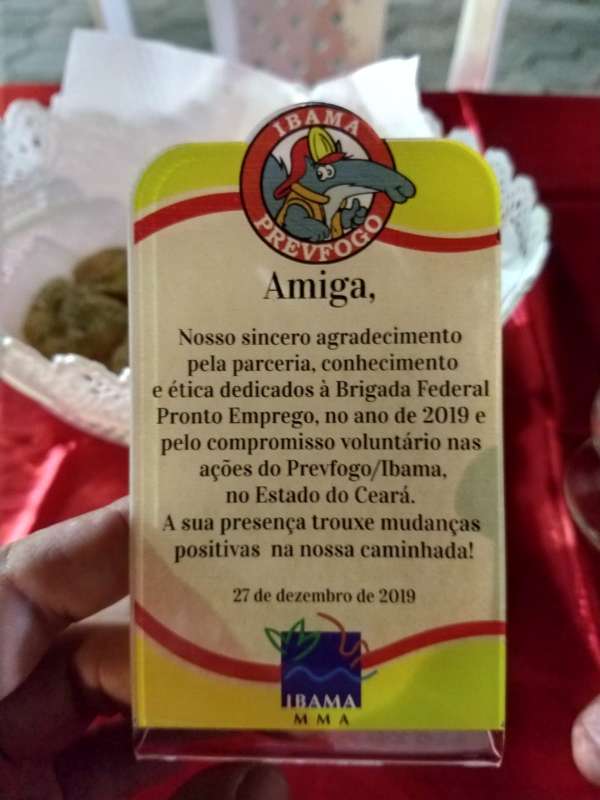 IBAMA
PREVFOGO
Amiga,
Nosso sincero agradecimento
pela parceria, conhecimento
e ética dedicados à Brigada Federal
Pronto Emprego, no ano de 2019 e
pelo compromisso voluntário nas
ações do Prevfogo/Ibama,
no Estado do Ceará.
A sua presença trouxe mudanças
positivas na nossa caminhada!
27 de dezembro de 2019
IBAMA
MMA